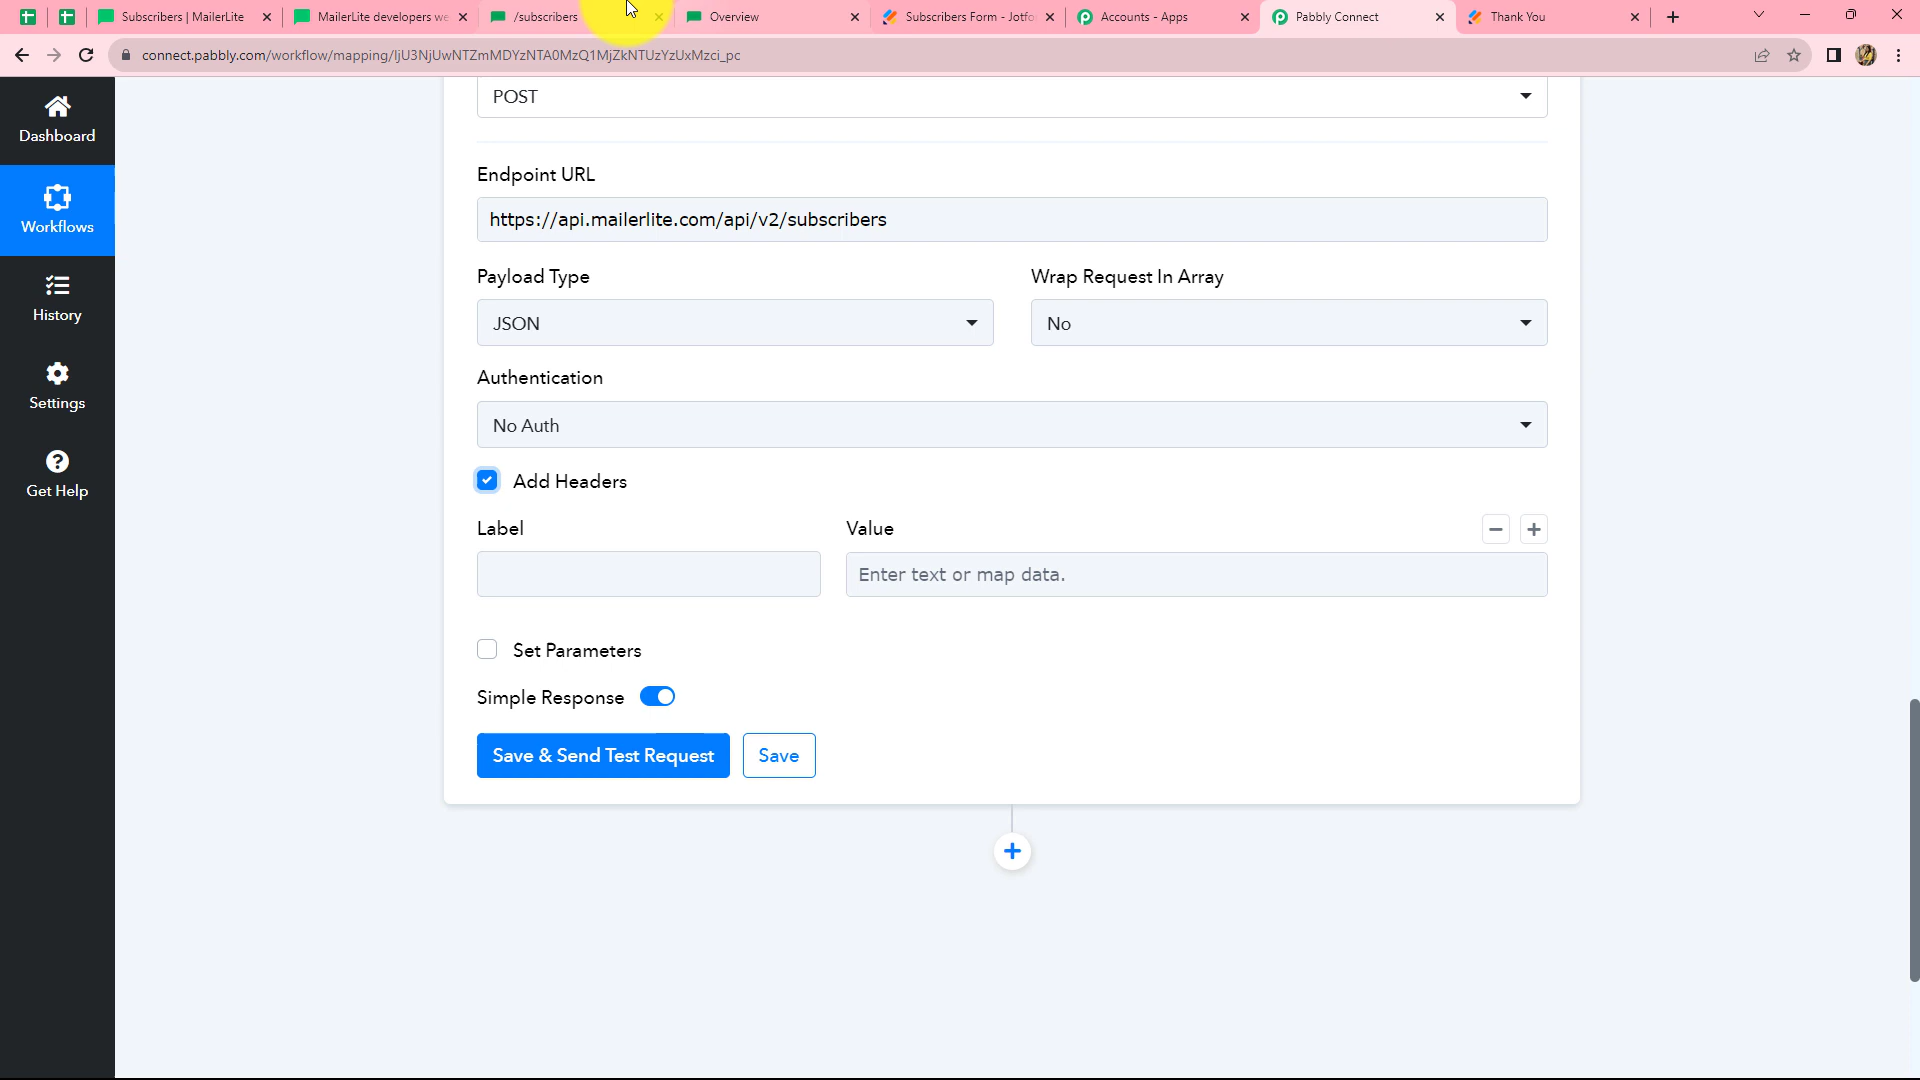 Subscribers | MailerLite
MailerLite developers we
/subscribers
Overview
Subscribers Form - Jotfo
Accounts - Apps
Pabbly Connect
Thank You
connect.pabbly.com/workflow/mapping/IjU3NjUwNTZmMDYzNTA0MzQ1MjZkNTUzYzUxMzci_pc
Dashboard
Workflows
History
Settings
Get Help
POST
Endpoint URL
https://api.mailerlite.com/api/v2/subscribers
Payload Type
Wrap Request In Array
JSON
No
Authentication
No Auth
Add Headers
Label
Value
Enter text or map data.
Set Parameters
Simple Response
Save & Send Test Request
Save